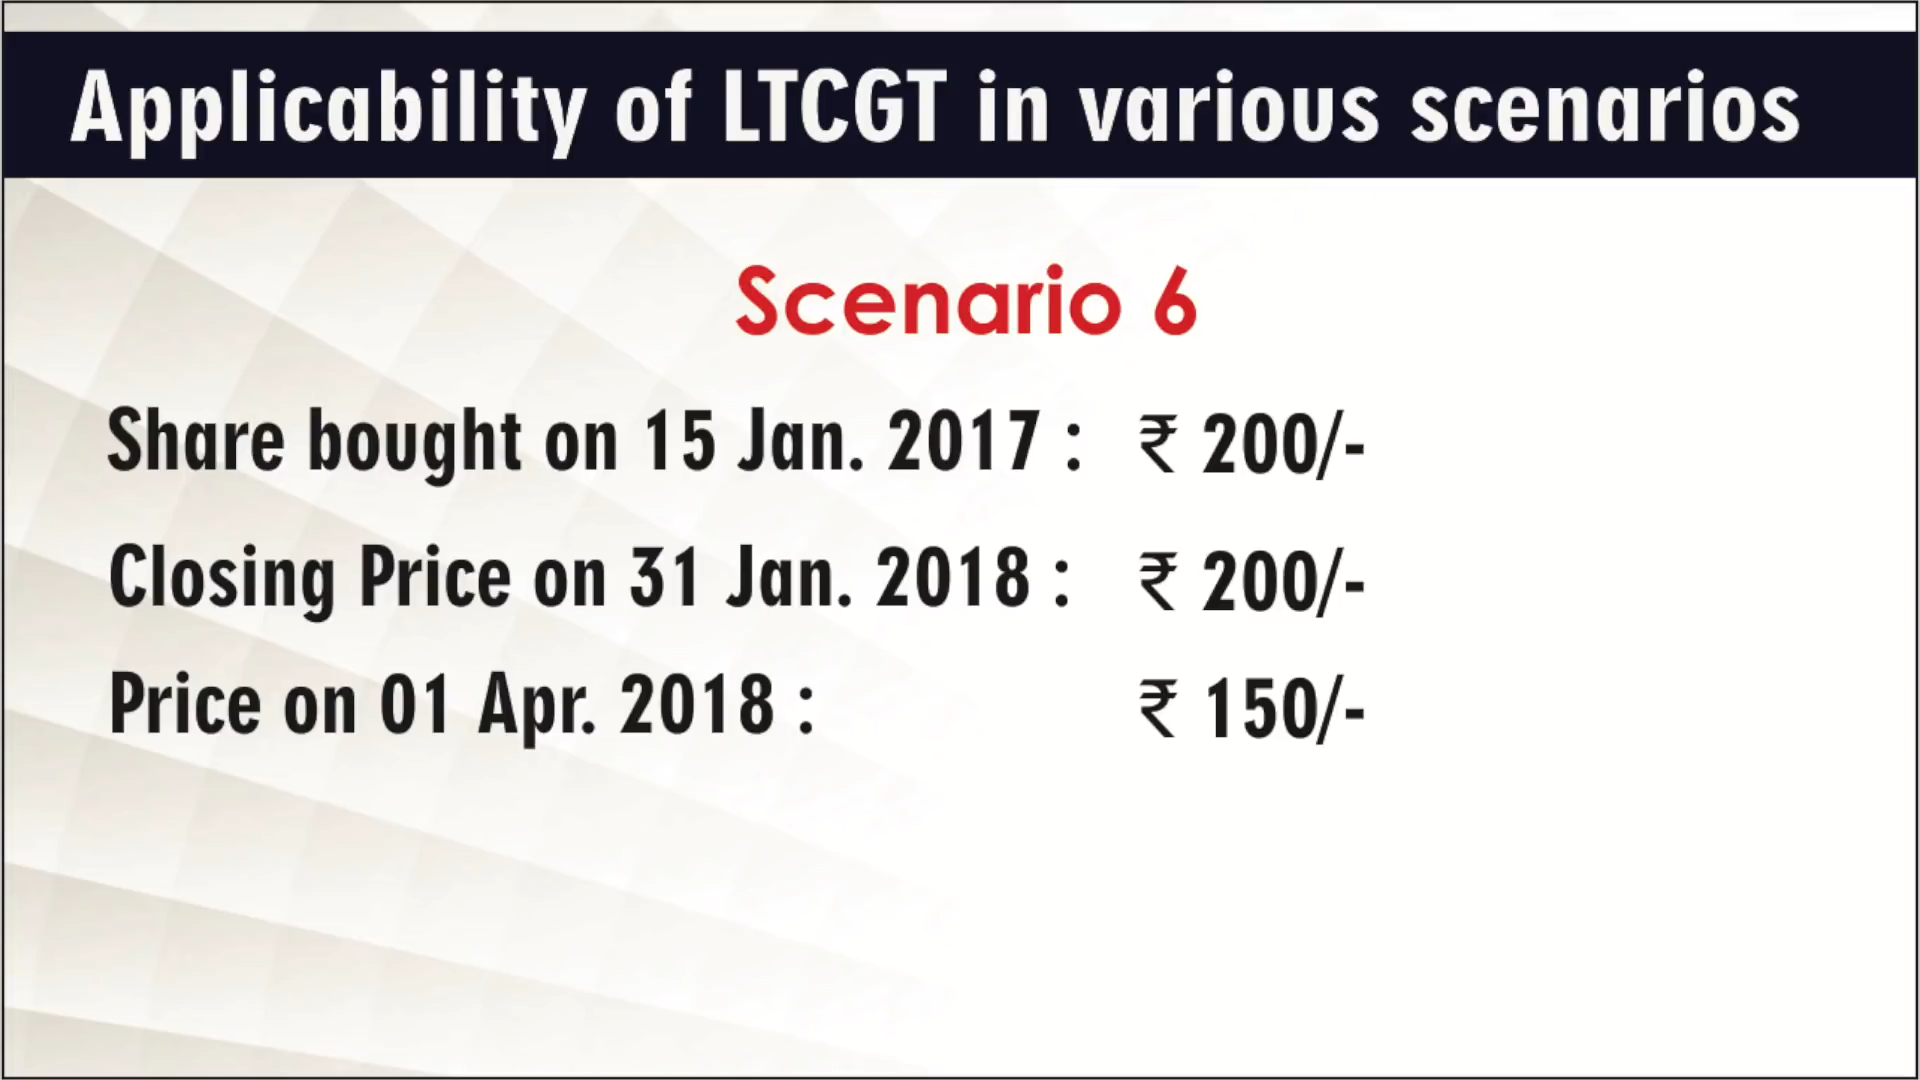 Applicability of LTCGT in various scenarios
Scenario 6
Share bought on 15 Jan. 2017 : ₹ 200/-
Closing Price on 31 Jan. 2018 : ₹ 200/-
Price on 01 Apr. 2018 : ₹ 150/-